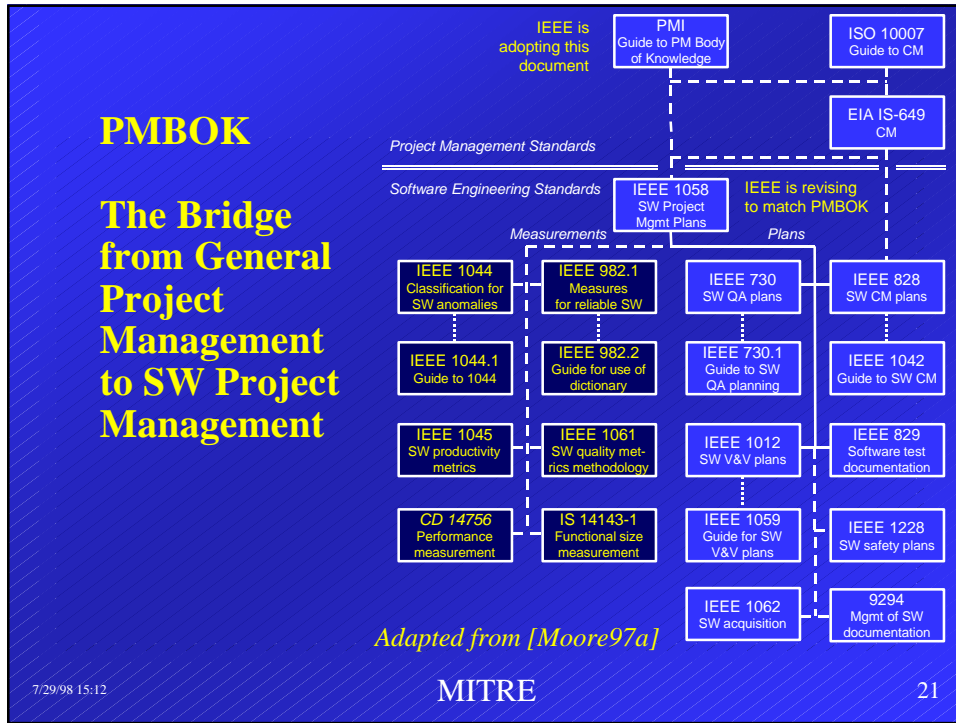 PMBOK
The Bridge
from General
Project
Management
to SW Project
Management
IEEE is
adopting this
document
PMI
Guide to PM Body
of Knowledge
ISO 10007
Guide to CM
EIA IS-649
CM
Project Management Standards
Software Engineering Standards
IEEE 1058
SW Project
Mgmt Plans
IEEE is revising
to match PMBOK
Measurements
Plans
IEEE 1044
Classification for
SW anomalies
IEEE 982.1
Measures
for reliable SW
IEEE 730
SW QA plans
IEEE 828
SW CM plans
IEEE 1044.1
Guide to 1044
IEEE 982.2
Guide for use of
dictionary
IEEE 730.1
Guide to SW
QA planning
IEEE 1042
Guide to SW CM
IEEE 1045
SW productivity
metrics
IEEE 1061
SW quality met-
rics methodology
IEEE 1012
SW V&V plans
IEEE 829
Software test
documentation
CD 14756
Performance
measurement
IS 14143-1
Functional size
measurement
IEEE 1059
Guide for SW
V&V plans
IEEE 1228
SW safety plans
IEEE 1062
SW acquisition
9294
Mgmt of SW
documentation
Adapted from [Moore97a]
7/29/98 15:12
MITRE
21